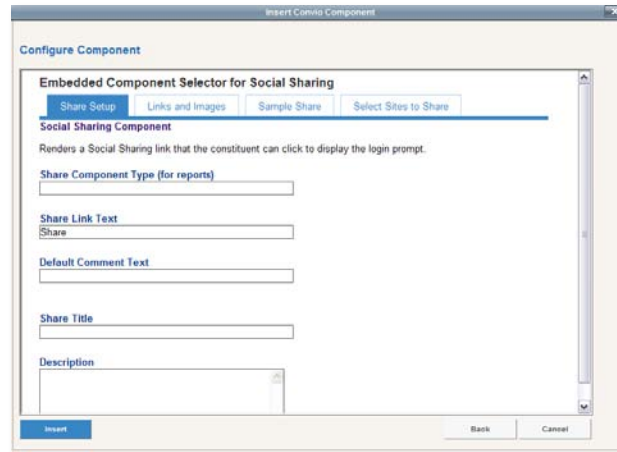 Insert Convio Component
Configure Component
Embedded Component Selector for Social Sharing
Share Setup Links and Images Sample Share Select Sites to Share
Social Sharing Component
Renders a Social Sharing link that the constituent can click to display the login prompt.
Share Component Type (for reports)
Share Link Text
Share
Default Comment Text
Share Title
Description
Insert Back Cancel